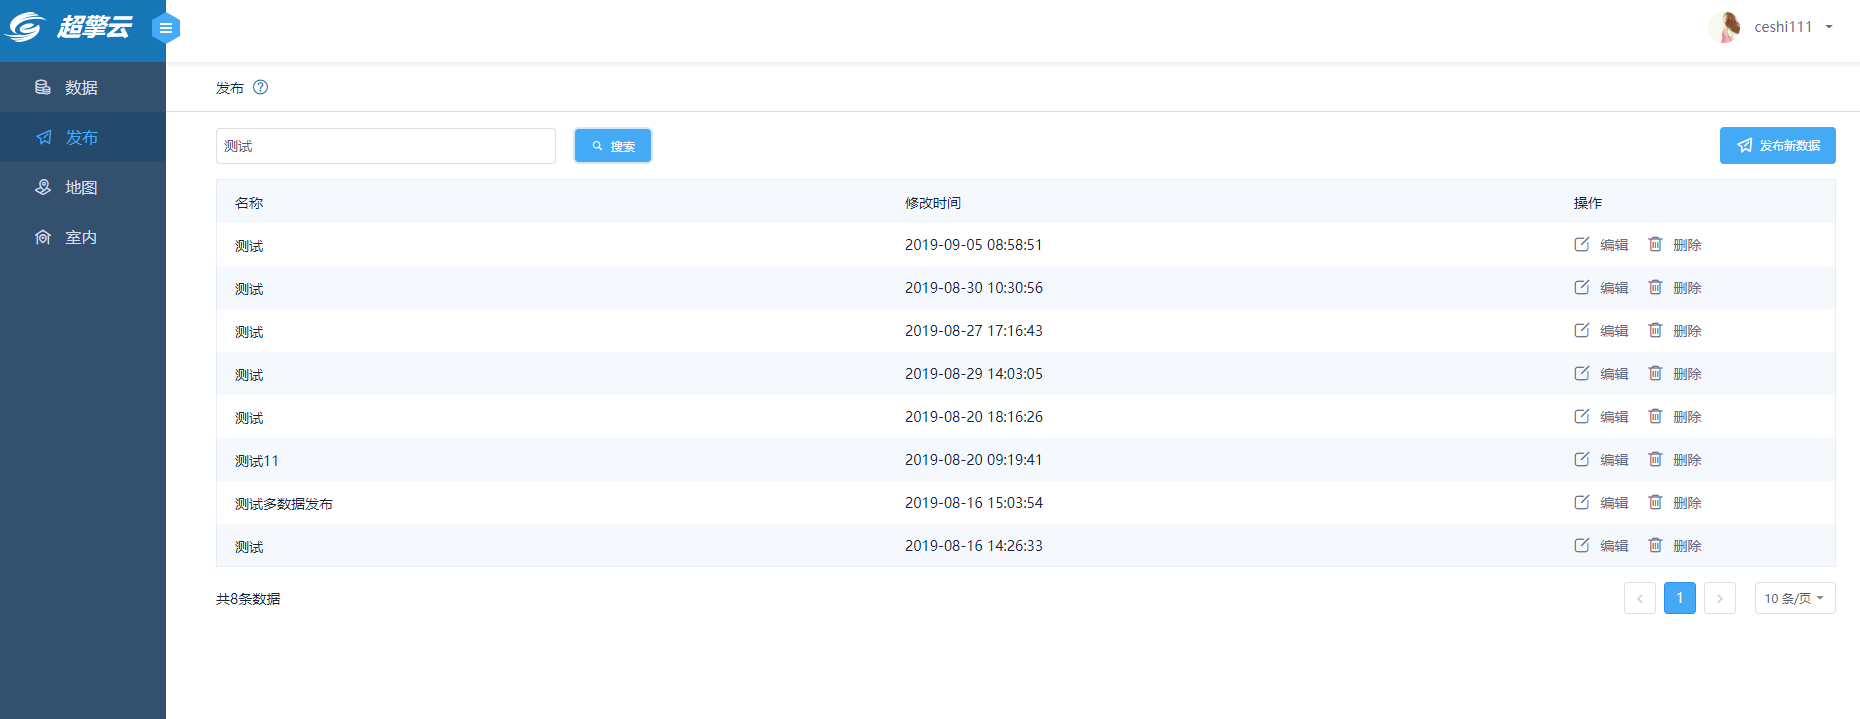 超擎云
ceshi111
数据
发布
地图
室内
发布
测试
搜索
发布新数据
名称 修改时间 操作
测试 2019-09-05 08:58:51 编辑 删除
测试 2019-08-30 10:30:56 编辑 删除
测试 2019-08-27 17:16:43 编辑 删除
测试 2019-08-29 14:03:05 编辑 删除
测试 2019-08-20 18:16:26 编辑 删除
测试11 2019-08-20 09:19:41 编辑 删除
测试多数据发布 2019-08-16 15:03:54 编辑 删除
测试 2019-08-16 14:26:33 编辑 删除
共8条数据 1 10 条/页